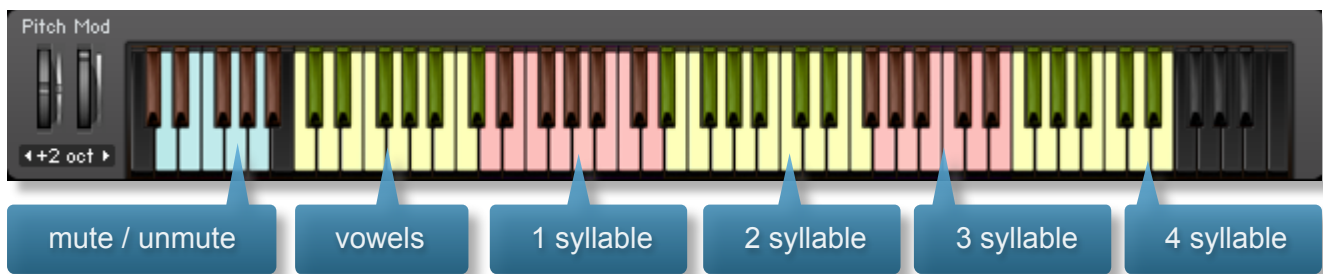 Pitch Mod
+2 oct
mute / unmute
vowels
1 syllable
2 syllable
3 syllable
4 syllable